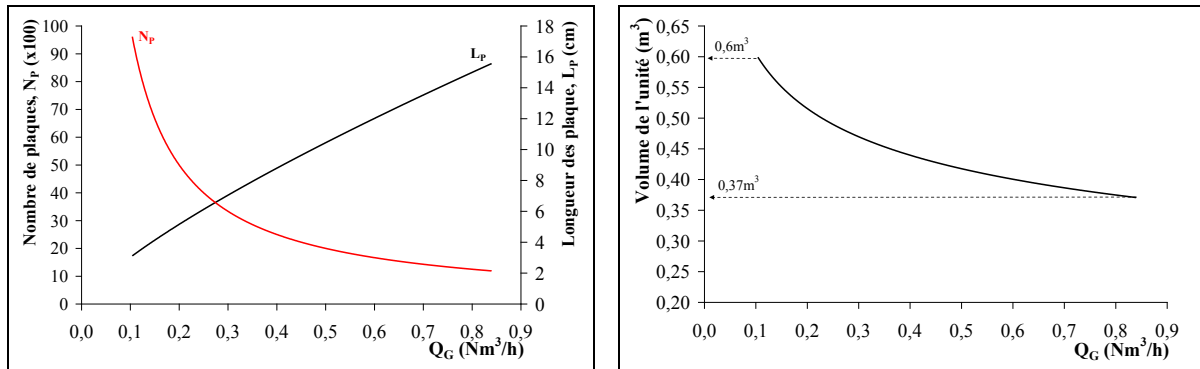 Nombre de plaques, N_P (x100)
100
90
80
70
60
50
40
30
20
10
0
N_P
L_P
18
16
14
12
10
8
6
4
2
0
Longueur des plaque, L_P (cm)
0,0 0,1 0,2 0,3 0,4 0,5 0,6 0,7 0,8 0,9
Q_G (Nm³/h)
Volume de l'unité (m³)
0,65
0,60
0,55
0,50
0,45
0,40
0,35
0,30
0,25
0,20
0,6m³
0,37m³
0,0 0,1 0,2 0,3 0,4 0,5 0,6 0,7 0,8 0,9
Q_G (Nm³/h)